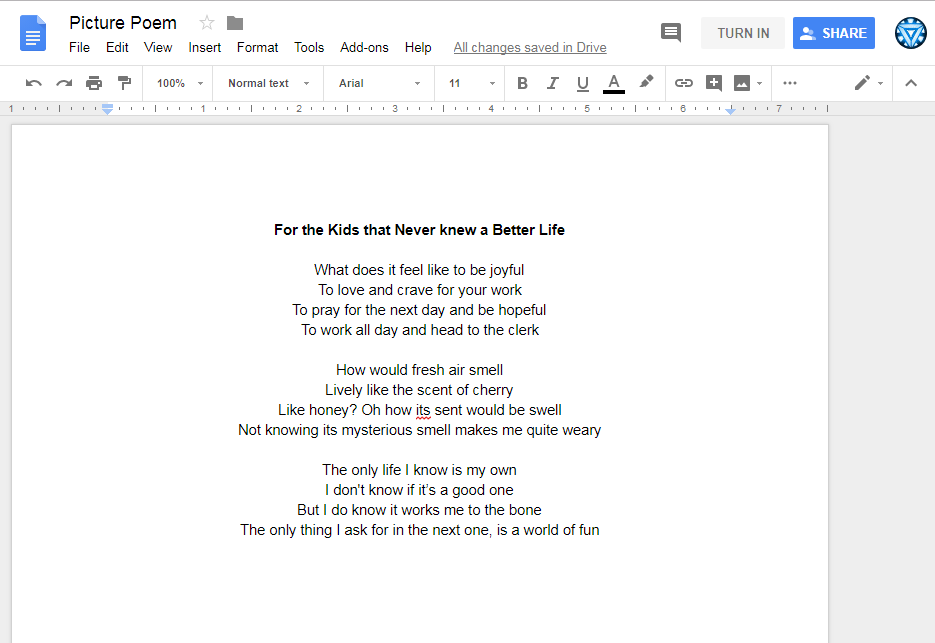 Picture Poem
File Edit View Insert Format Tools Add-ons Help All changes saved in Drive
TURN IN
SHARE
100% Normal text Arial 11 B I U A
1 1 2 3 4 5 6 7
For the Kids that Never knew a Better Life
What does it feel like to be joyful
To love and crave for your work
To pray for the next day and be hopeful
To work all day and head to the clerk
How would fresh air smell
Lively like the scent of cherry
Like honey? Oh how its sent would be swell
Not knowing its mysterious smell makes me quite weary
The only life I know is my own
I don't know if it’s a good one
But I do know it works me to the bone
The only thing I ask for in the next one, is a world of fun